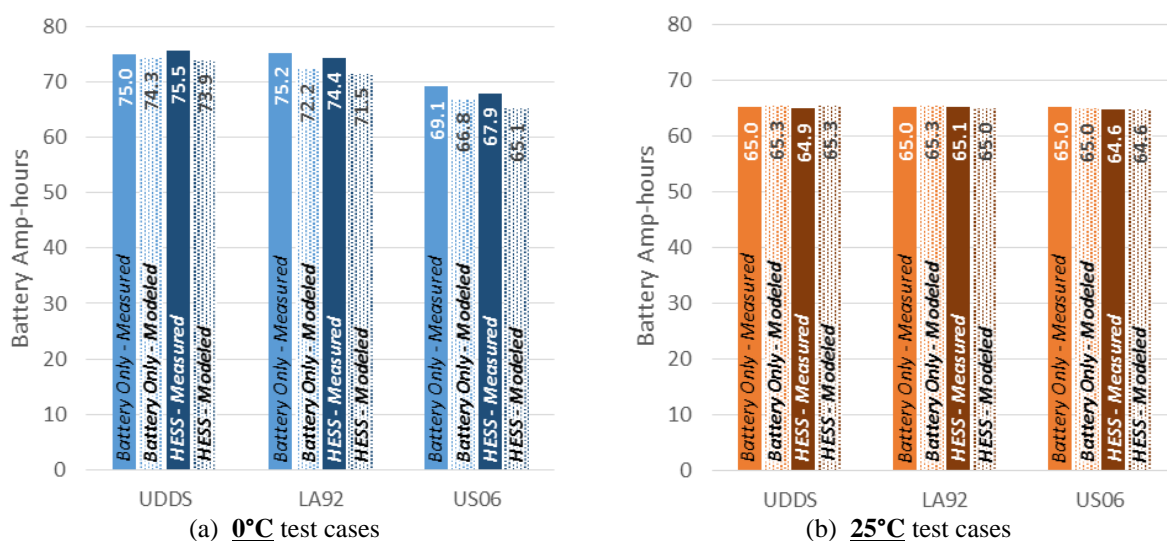 80
70
60
50
40
30
20
10
0
Battery Amp-hours
75.0
74.3
75.5
73.9
75.2
72.2
74.4
71.5
69.1
66.8
67.9
65.1
Battery Only - Measured
Battery Only - Modeled
HESS - Measured
HESS - Modeled
Battery Only - Measured
Battery Only - Modeled
HESS - Measured
HESS - Modeled
Battery Only - Measured
Battery Only - Modeled
HESS - Measured
HESS - Modeled
UDDS LA92 US06
(a) 0°C test cases
80
70
60
50
40
30
20
10
0
Battery Amp-hours
65.0
65.3
64.9
65.3
65.0
65.3
65.1
65.0
65.0
65.0
64.6
64.6
Battery Only - Measured
Battery Only - Modeled
HESS - Measured
HESS - Modeled
Battery Only - Measured
Battery Only - Modeled
HESS - Measured
HESS - Modeled
Battery Only - Measured
Battery Only - Modeled
HESS - Measured
HESS - Modeled
UDDS LA92 US06
(b) 25°C test cases